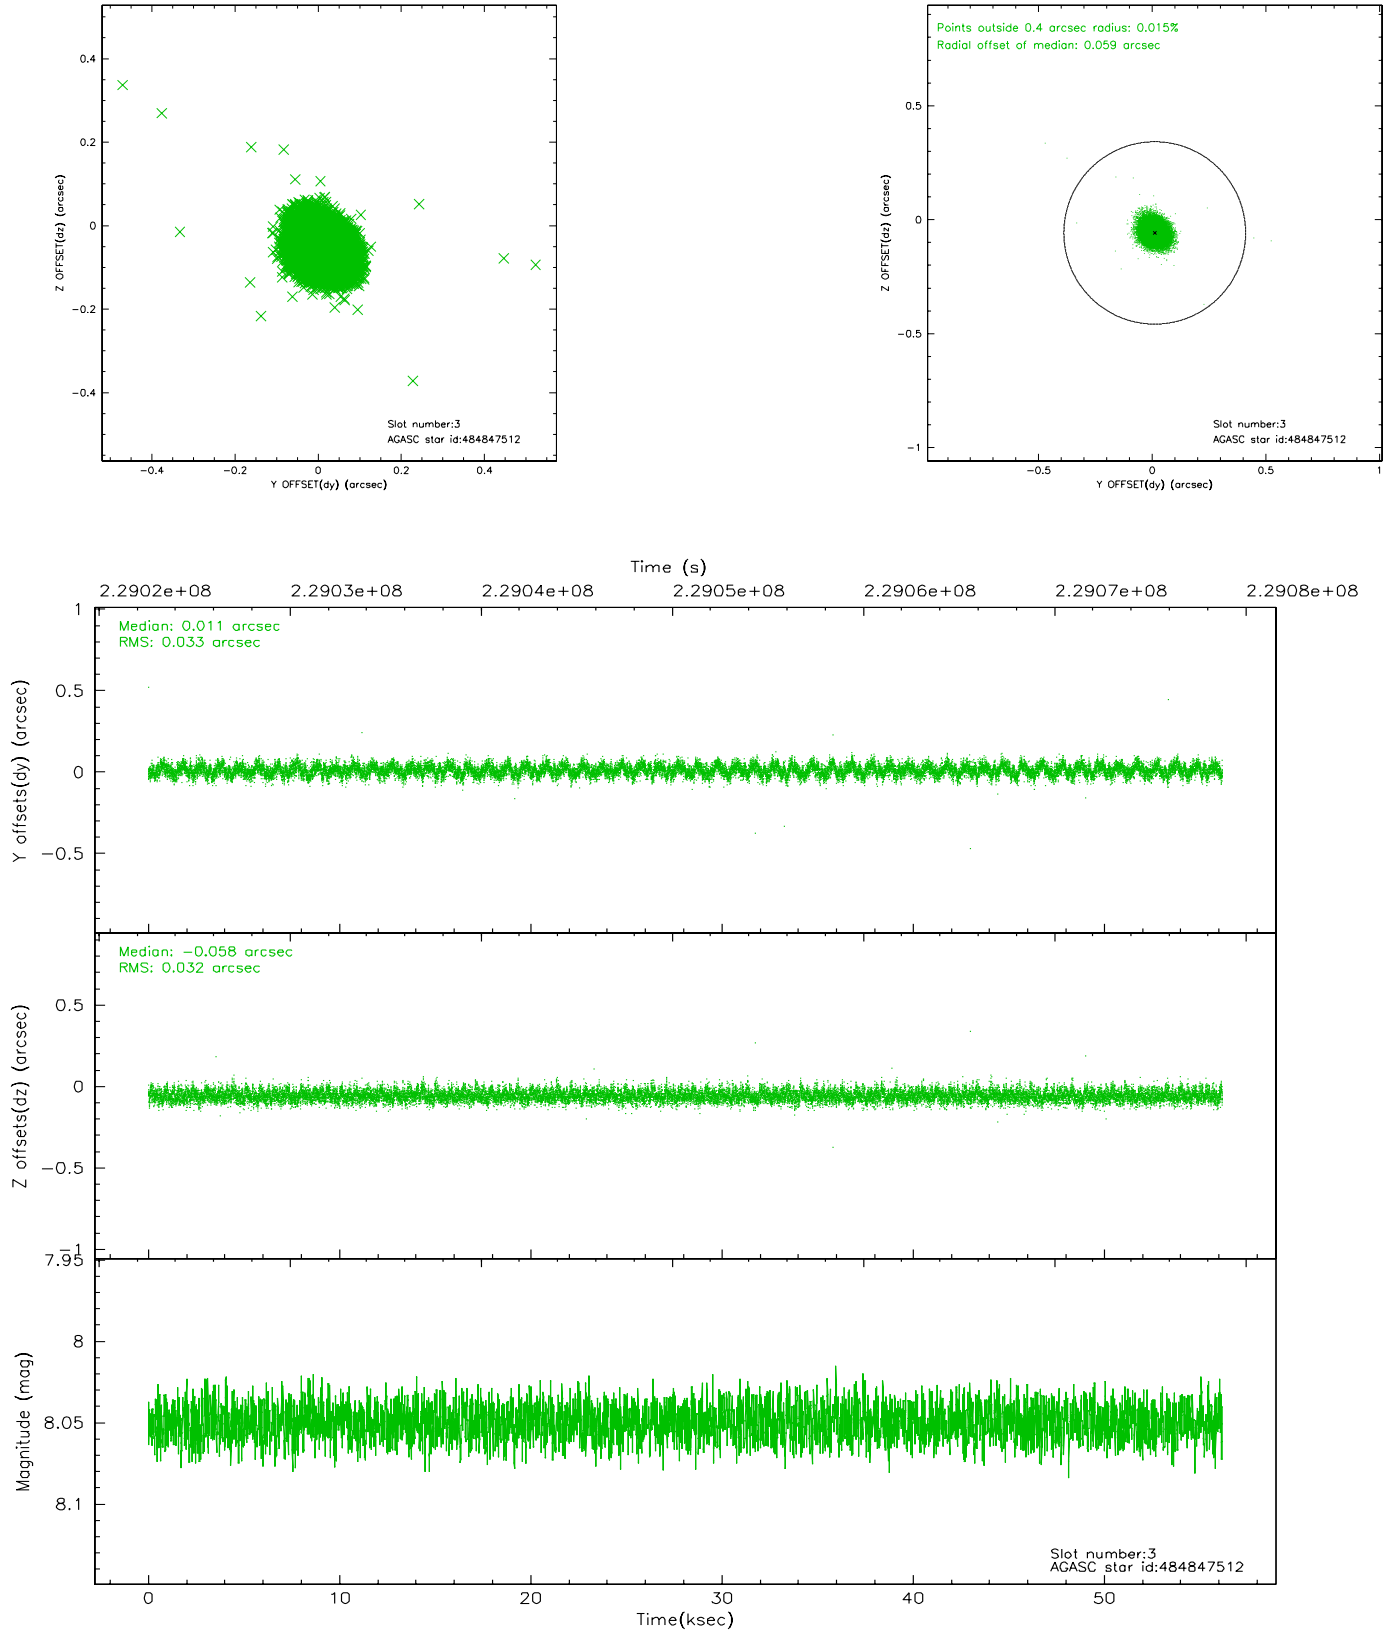 0.4
0.2
0
−0.2
−0.4
Z OFFSET(dz) (arcsec)
Slot number:3
AGASC star id:484847512
−0.4 −0.2 0 0.2 0.4
Y OFFSET(dy) (arcsec)
Points outside 0.4 arcsec radius: 0.015%
Radial offset of median: 0.059 arcsec
0.5
0
−0.5
−1
Z OFFSET(dz) (arcsec)
Slot number:3
AGASC star id:484847512
−0.5 0 0.5 1
Y OFFSET(dy) (arcsec)
Time (s)
2.2902e+08 2.2903e+08 2.2904e+08 2.2905e+08 2.2906e+08 2.2907e+08 2.2908e+08
1
Median: 0.011 arcsec
RMS: 0.033 arcsec
0.5
0
−0.5
Y offsets(dy) (arcsec)
Median: −0.058 arcsec
RMS: 0.032 arcsec
0.5
0
−0.5
−1
Z offsets(dz) (arcsec)
7.95
8
8.05
8.1
Magnitude (mag)
Slot number:3
AGASC star id:484847512
0 10 20 30 40 50
Time(ksec)